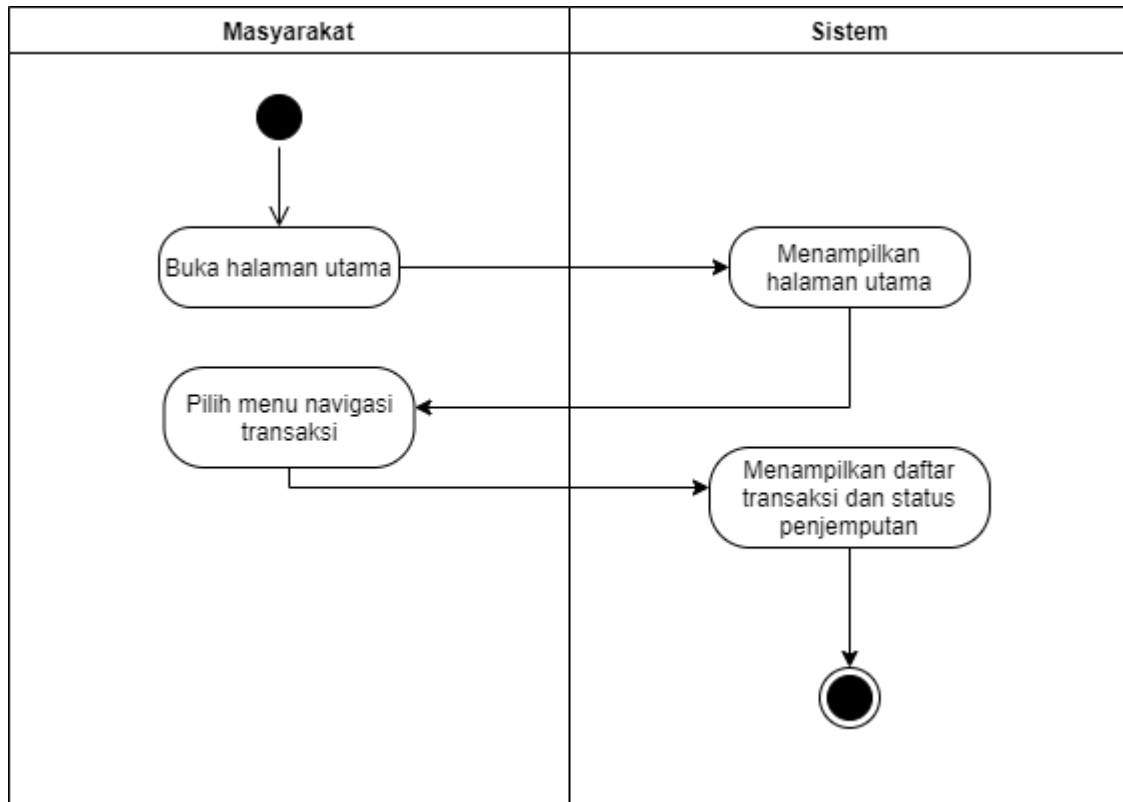 Masyarakat
Sistem
Buka halaman utama
Menampilkan
halaman utama
Pilih menu navigasi
transaksi
Menampilkan daftar
transaksi dan status
penjemputan